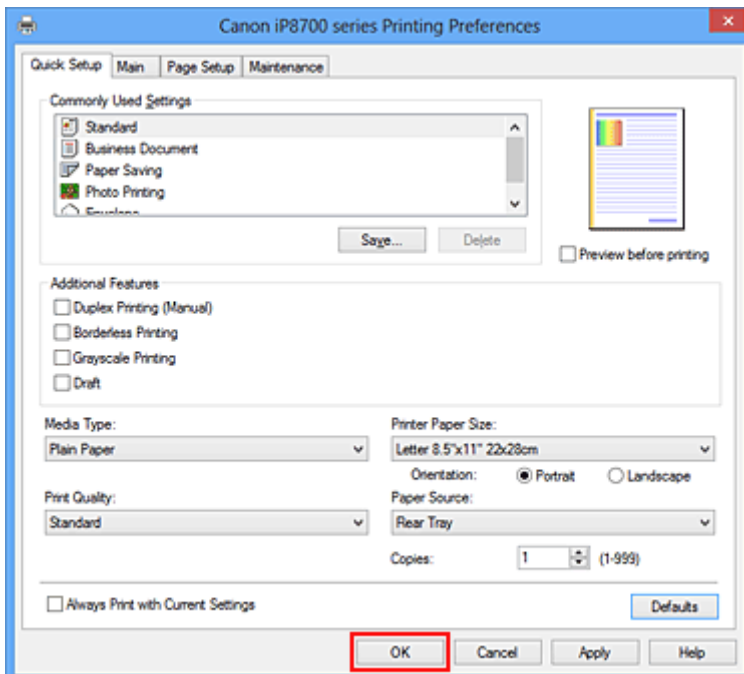 Canon iP8700 series Printing Preferences
Quick Setup Main Page Setup Maintenance
Commonly Used Settings
Standard
Business Document
Paper Saving
Photo Printing
Envelope
Save... Delete
Preview before printing
Additional Features
Duplex Printing (Manual)
Borderless Printing
Grayscale Printing
Draft
Media Type: Printer Paper Size:
Plain Paper Letter 8.5"x11" 22x28cm
Orientation: Portrait Landscape
Print Quality: Paper Source:
Standard Rear Tray
Copies: 1 (1-999)
Always Print with Current Settings Defaults
OK Cancel Apply Help